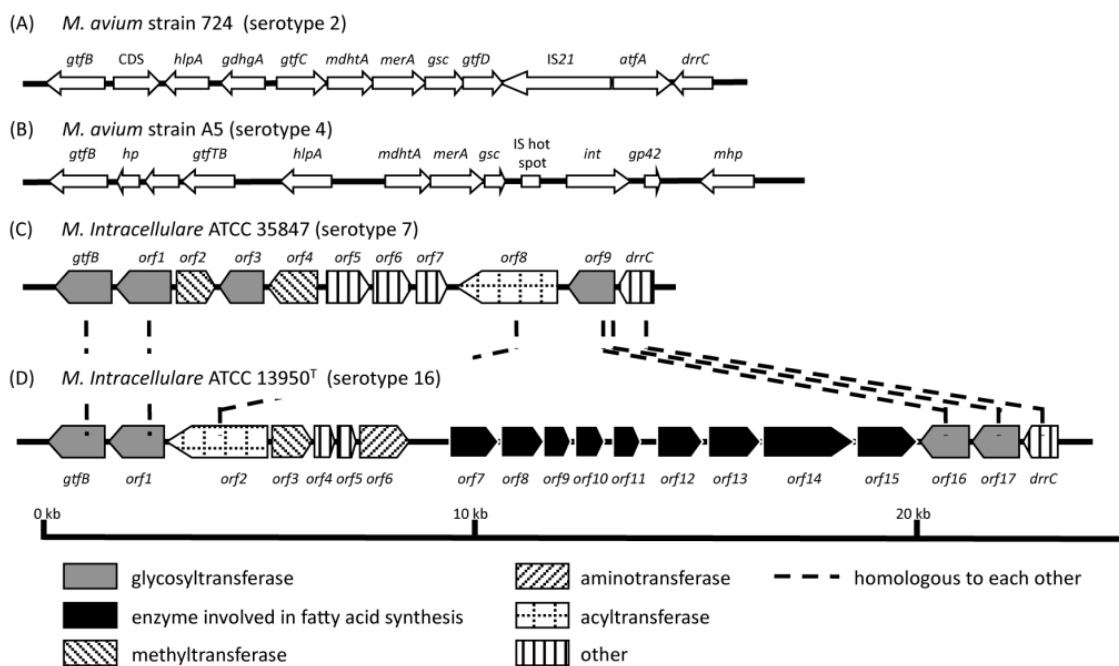 (A) M. avium strain 724 (serotype 2)
gtfB CDS hlpA gdhgA gtfC mdhtA merA gsc gtfD IS21 atfA drrC
(B) M. avium strain A5 (serotype 4)
gtfB hp gtfTB hlpA mdhtA merA gsc IS hot spot int gp42 mhp
(C) M. Intracellulare ATCC 35847 (serotype 7)
gtfB orf1 orf2 orf3 orf4 orf5 orf6 orf7 orf8 orf9 drrC
(D) M. Intracellulare ATCC 13950T (serotype 16)
gtfB orf1 orf2 orf3 orf4 orf5 orf6 orf7 orf8 orf9 orf10 orf11 orf12 orf13 orf14 orf15 orf16 orf17 drrC
0 kb 10 kb 20 kb
glycosyltransferase aminotransferase homologous to each other
enzyme involved in fatty acid synthesis acyltransferase
methyltransferase other